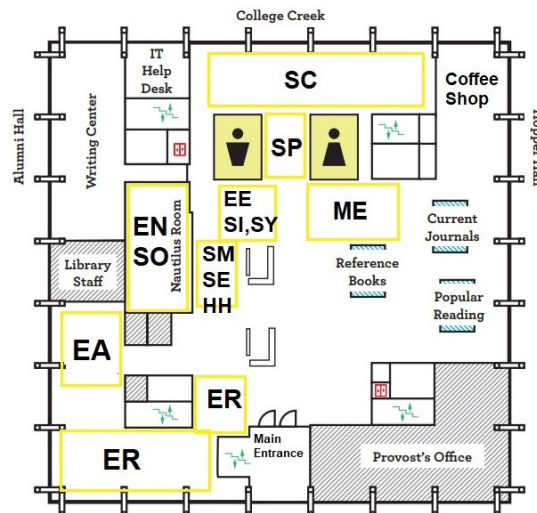 College Creek
IT
Help
Desk
SC
Coffee
Shop
Alumni Hall
Writing Center
SP
EN
SO
Nautilus Room
EE
SI,SY
ME
Current
Journals
Library
Staff
SM
SE
HH
Reference
Books
Popular
Reading
EA
ER
ER
Main
Entrance
Provost's Office